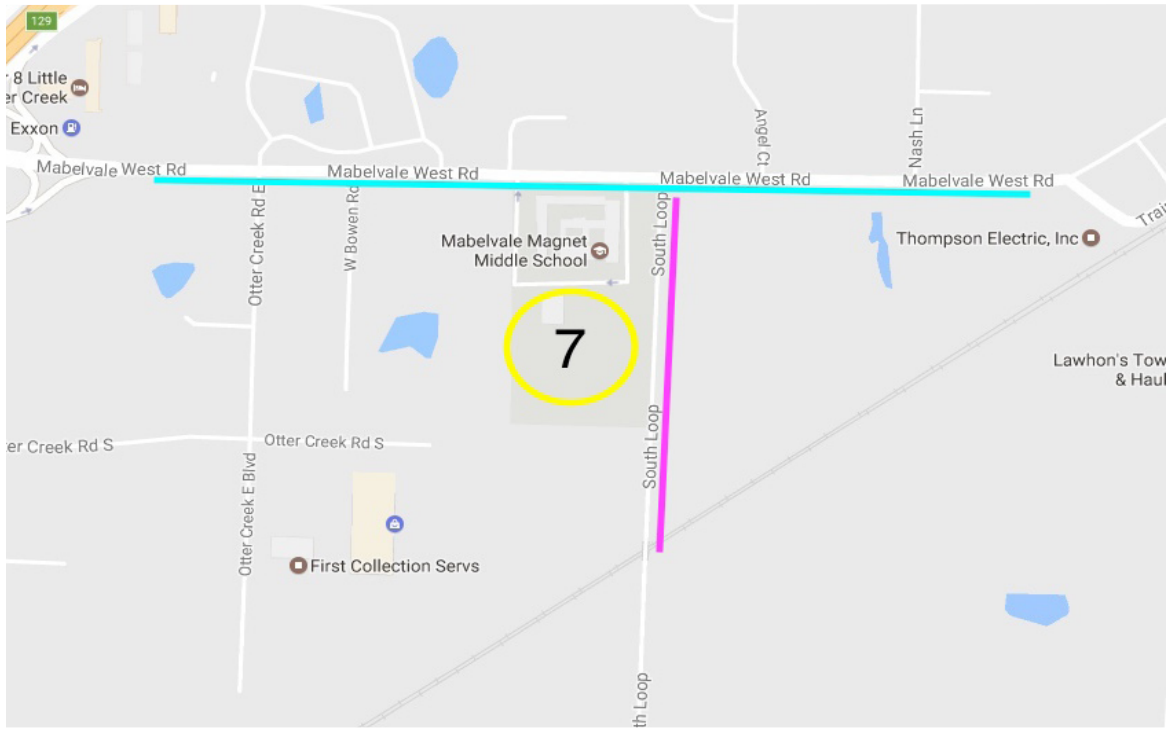 129
8 Little
er Creek
Exxon
Mabelvale West Rd
Mabelvale West Rd
Mabelvale West Rd
Mabelvale West Rd
Angel Ct
Nash Ln
Otter Creek Rd E
W Bowen Rd
Mabelvale Magnet
Middle School
South Loop
Thompson Electric, Inc
Train
7
Lawhon's Tow
& Haul
er Creek Rd S
Otter Creek Rd S
South Loop
Otter Creek E Blvd
First Collection Servs
th Loop